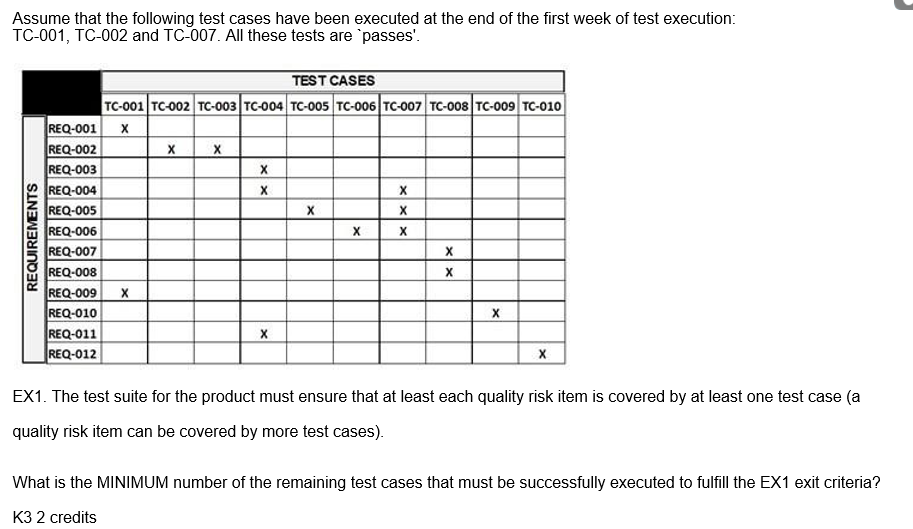 Assume that the following test cases have been executed at the end of the first week of test execution:
TC-001, TC-002 and TC-007. All these tests are `passes'.
TEST CASES
TC-001 TC-002 TC-003 TC-004 TC-005 TC-006 TC-007 TC-008 TC-009 TC-010
REQUIREMENTS
REQ-001 X
REQ-002 X X
REQ-003 X
REQ-004 X X
REQ-005 X X
REQ-006 X X
REQ-007 X
REQ-008 X
REQ-009 X
REQ-010 X
REQ-011 X
REQ-012 X
EX1. The test suite for the product must ensure that at least each quality risk item is covered by at least one test case (a
quality risk item can be covered by more test cases).
What is the MINIMUM number of the remaining test cases that must be successfully executed to fulfill the EX1 exit criteria?
K3 2 credits